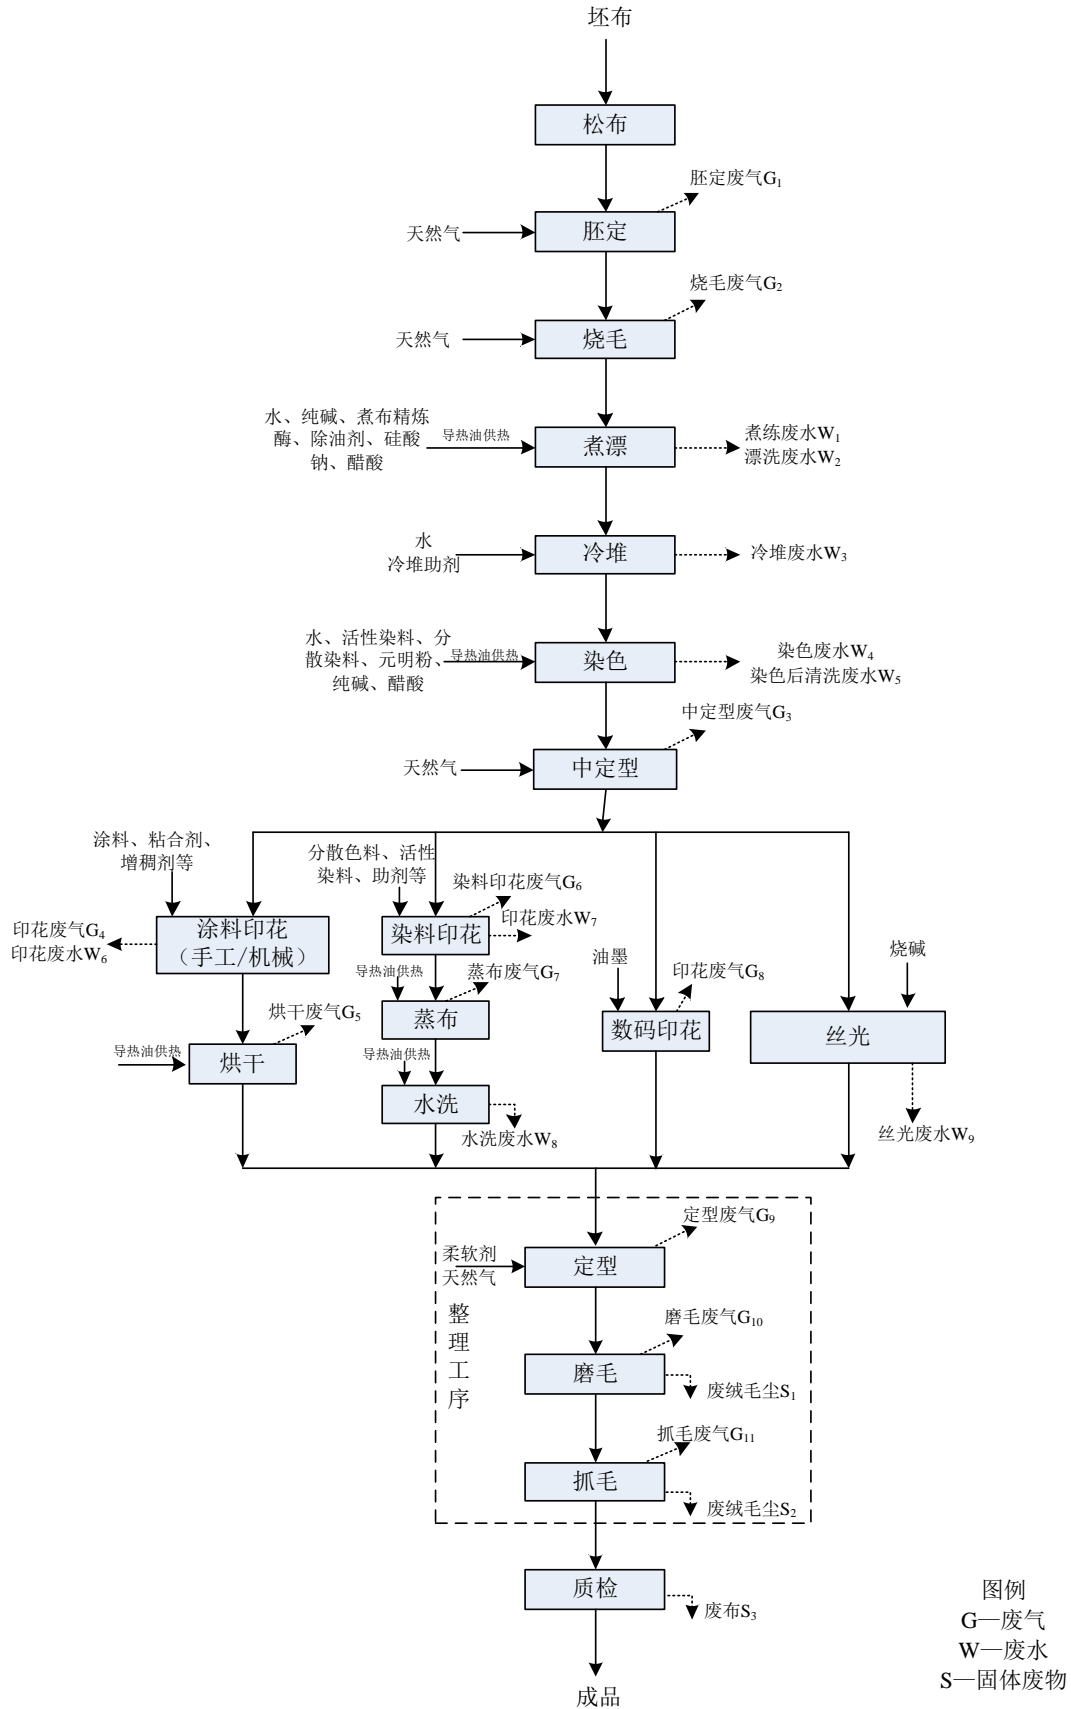 坯布
松布
胚定废气G₁
天然气
胚定
烧毛废气G₂
天然气
烧毛
水、纯碱、煮布精炼
酶、除油剂、硅酸
钠、醋酸
导热油供热
煮漂
煮练废水W₁
漂洗废水W₂
水
冷堆助剂
冷堆
冷堆废水W₃
水、活性染料、分
散染料、元明粉、
纯碱、醋酸
导热油供热
染色
染色废水W₄
染色后清洗废水W₅
中定型废气G₃
天然气
中定型
涂料、粘合剂、
增稠剂等
分散色料、活性
染料、助剂等
染料印花废气G₆
印花废水W₇
印花废气G₄
印花废水W₆
涂料印花
（手工/机械）
染料印花
油墨
烧碱
导热油供热
蒸布废气G₇
印花废气G₈
烘干废气G₅
蒸布
数码印花
丝光
导热油供热
烘干
导热油供热
水洗
水洗废水W₈
丝光废水W₉
定型废气G₉
柔软剂
天然气
定型
整
理
工
序
磨毛废气G₁₀
磨毛
废绒毛尘S₁
抓毛废气G₁₁
抓毛
废绒毛尘S₂
质检
废布S₃
成品
图例
G—废气
W—废水
S—固体废物